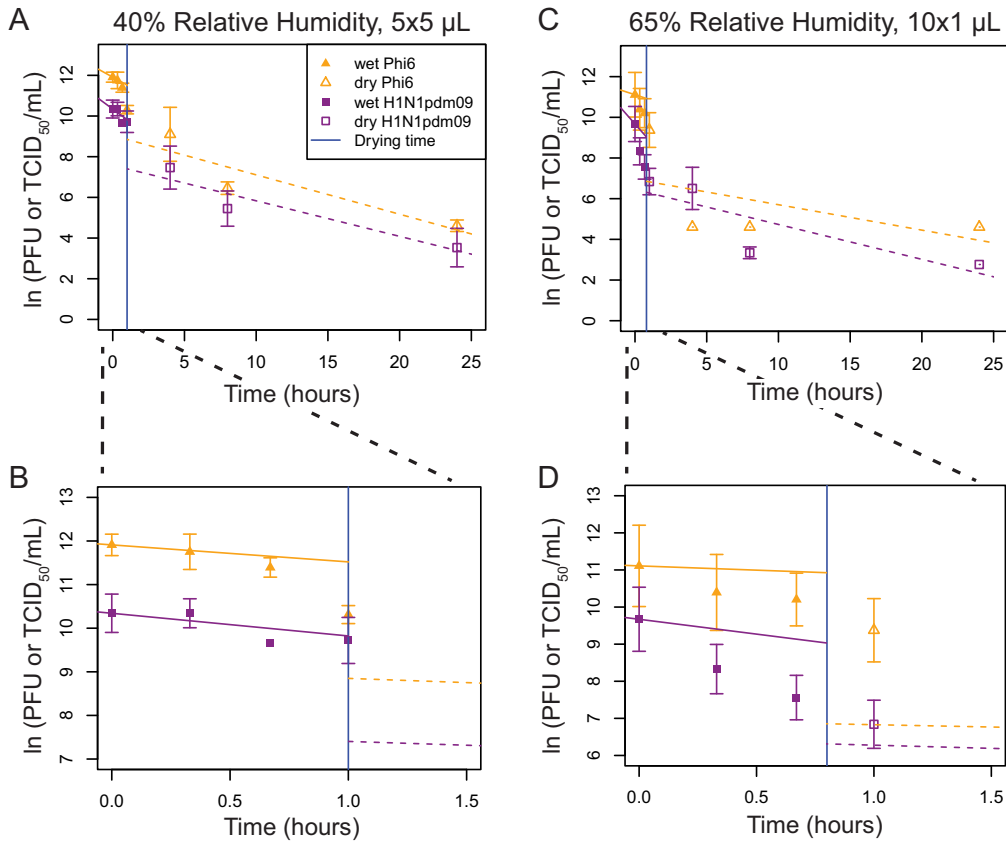 A
40% Relative Humidity, 5x5 µL
ln (PFU or TCID50/mL)
12
10
8
6
4
2
0
wet Phi6
dry Phi6
wet H1N1pdm09
dry H1N1pdm09
Drying time
0 5 10 15 20 25
Time (hours)
C
65% Relative Humidity, 10x1 µL
ln (PFU or TCID50/mL)
12
10
8
6
4
2
0
0 5 10 15 20 25
Time (hours)
B
ln (PFU or TCID50/mL)
13
12
11
10
9
8
7
0.0 0.5 1.0 1.5
Time (hours)
D
ln (PFU or TCID50/mL)
13
12
11
10
9
8
7
6
0.0 0.5 1.0 1.5
Time (hours)